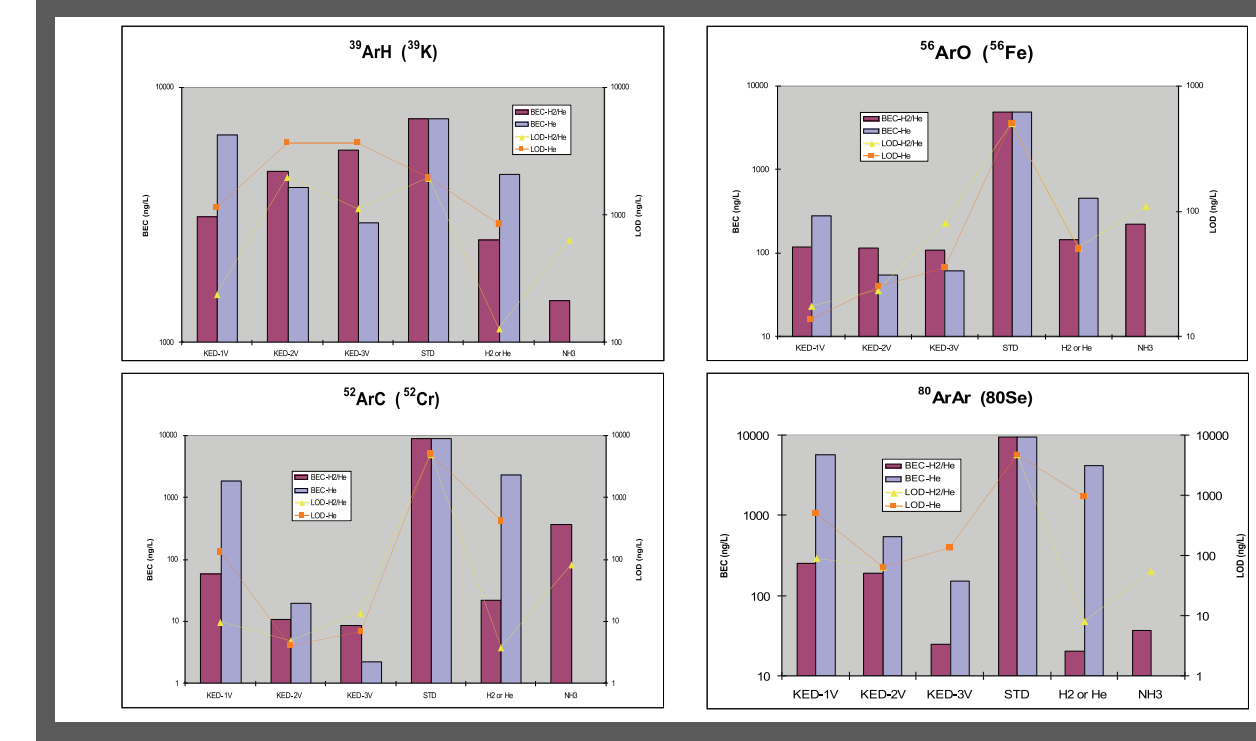 39ArH (39K)
10000
10000
BEC-H2/He
BEC-He
LOD-H2/He
LOD-He
BEC (ng/L)
1000
LOD (ng/L)
1000
100
KED-1V KED-2V KED-3V STD H2 or He NH3
56ArO (56Fe)
10000
1000
BEC-H2/He
BEC-He
LOD-H2/He
LOD-He
1000
BEC (ng/L)
100
LOD (ng/L)
100
10
10
KED-1V KED-2V KED-3V STD H2 or He NH3
52ArC (52Cr)
10000
10000
BEC-H2/He
BEC-He
LOD-H2/He
LOD-He
1000
1000
BEC (ng/L)
100
100
LOD (ng/L)
10
10
1
1
KED-1V KED-2V KED-3V STD H2 or He NH3
80ArAr (80Se)
10000
10000
BEC-H2/He
BEC-He
LOD-H2/He
LOD-He
1000
1000
BEC (ng/L)
100
LOD (ng/L)
100
10
10
1
KED-1V KED-2V KED-3V STD H2 or He NH3